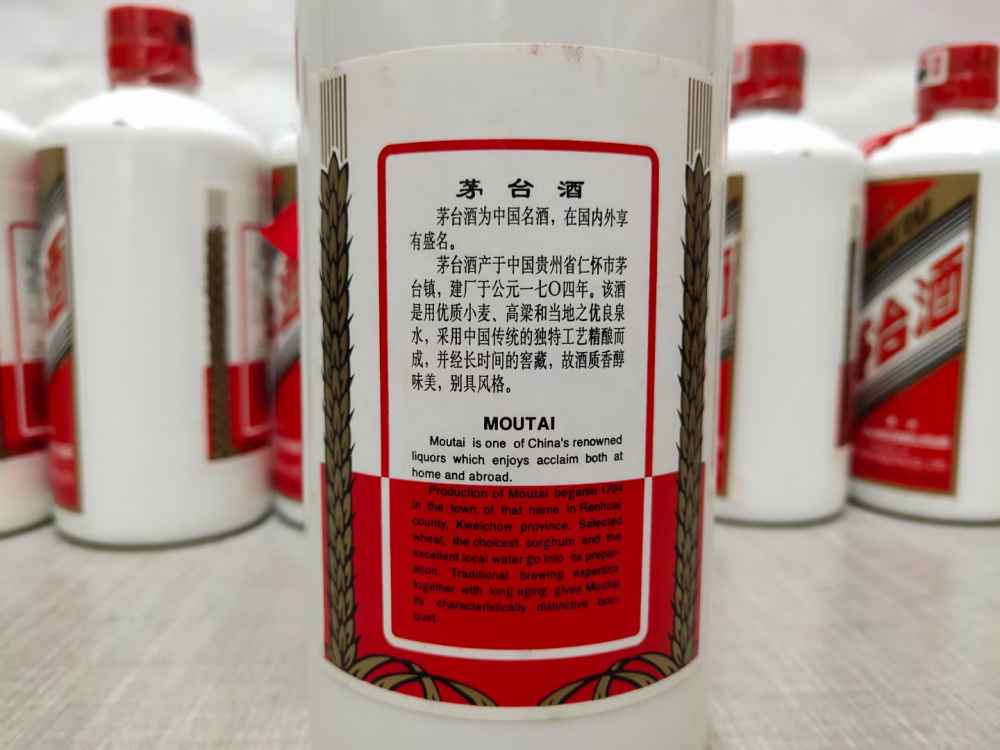 茅台酒
茅台酒为中国名酒，在国内外享
有盛名。
茅台酒产于中国贵州省仁怀市茅
台镇，建厂于公元一七〇四年。该酒
是用优质小麦、高粱和当地之优良泉
水，采用中国传统的独特工艺精酿而
成，并经长时间的窖藏，故酒质香醇
味美，别具风格。
MOUTAI
Moutai is one of China's renowned
liquors which enjoys acclaim both at
home and abroad.
Production of Moutai began in 1704
in the town of that name in Renhuai
county, Kweichow province. Selected
wheat, the choicest sorghum and the
excellent local water go into its prepar-
ation. Traditional brewing expertise
together with long aging gives Moutai
its characteristically distinctive bou-
quet.
台酒